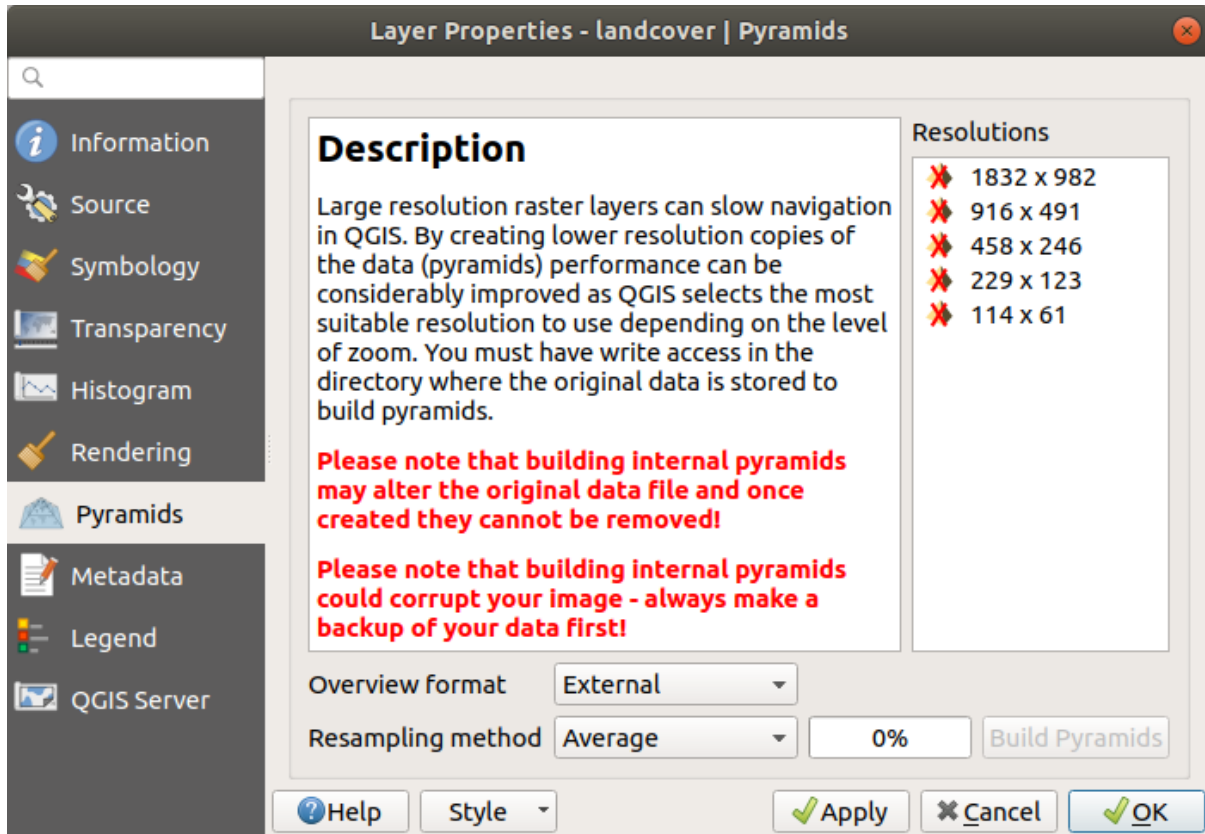 Layer Properties - landcover | Pyramids
Information
Source
Symbology
Transparency
Histogram
Rendering
Pyramids
Metadata
Legend
QGIS Server
Description
Large resolution raster layers can slow navigation
in QGIS. By creating lower resolution copies of
the data (pyramids) performance can be
considerably improved as QGIS selects the most
suitable resolution to use depending on the level
of zoom. You must have write access in the
directory where the original data is stored to
build pyramids.
Please note that building internal pyramids
may alter the original data file and once
created they cannot be removed!
Please note that building internal pyramids
could corrupt your image - always make a
backup of your data first!
Resolutions
1832 x 982
916 x 491
458 x 246
229 x 123
114 x 61
Overview format External
Resampling method Average 0% Build Pyramids
Help Style Apply Cancel OK